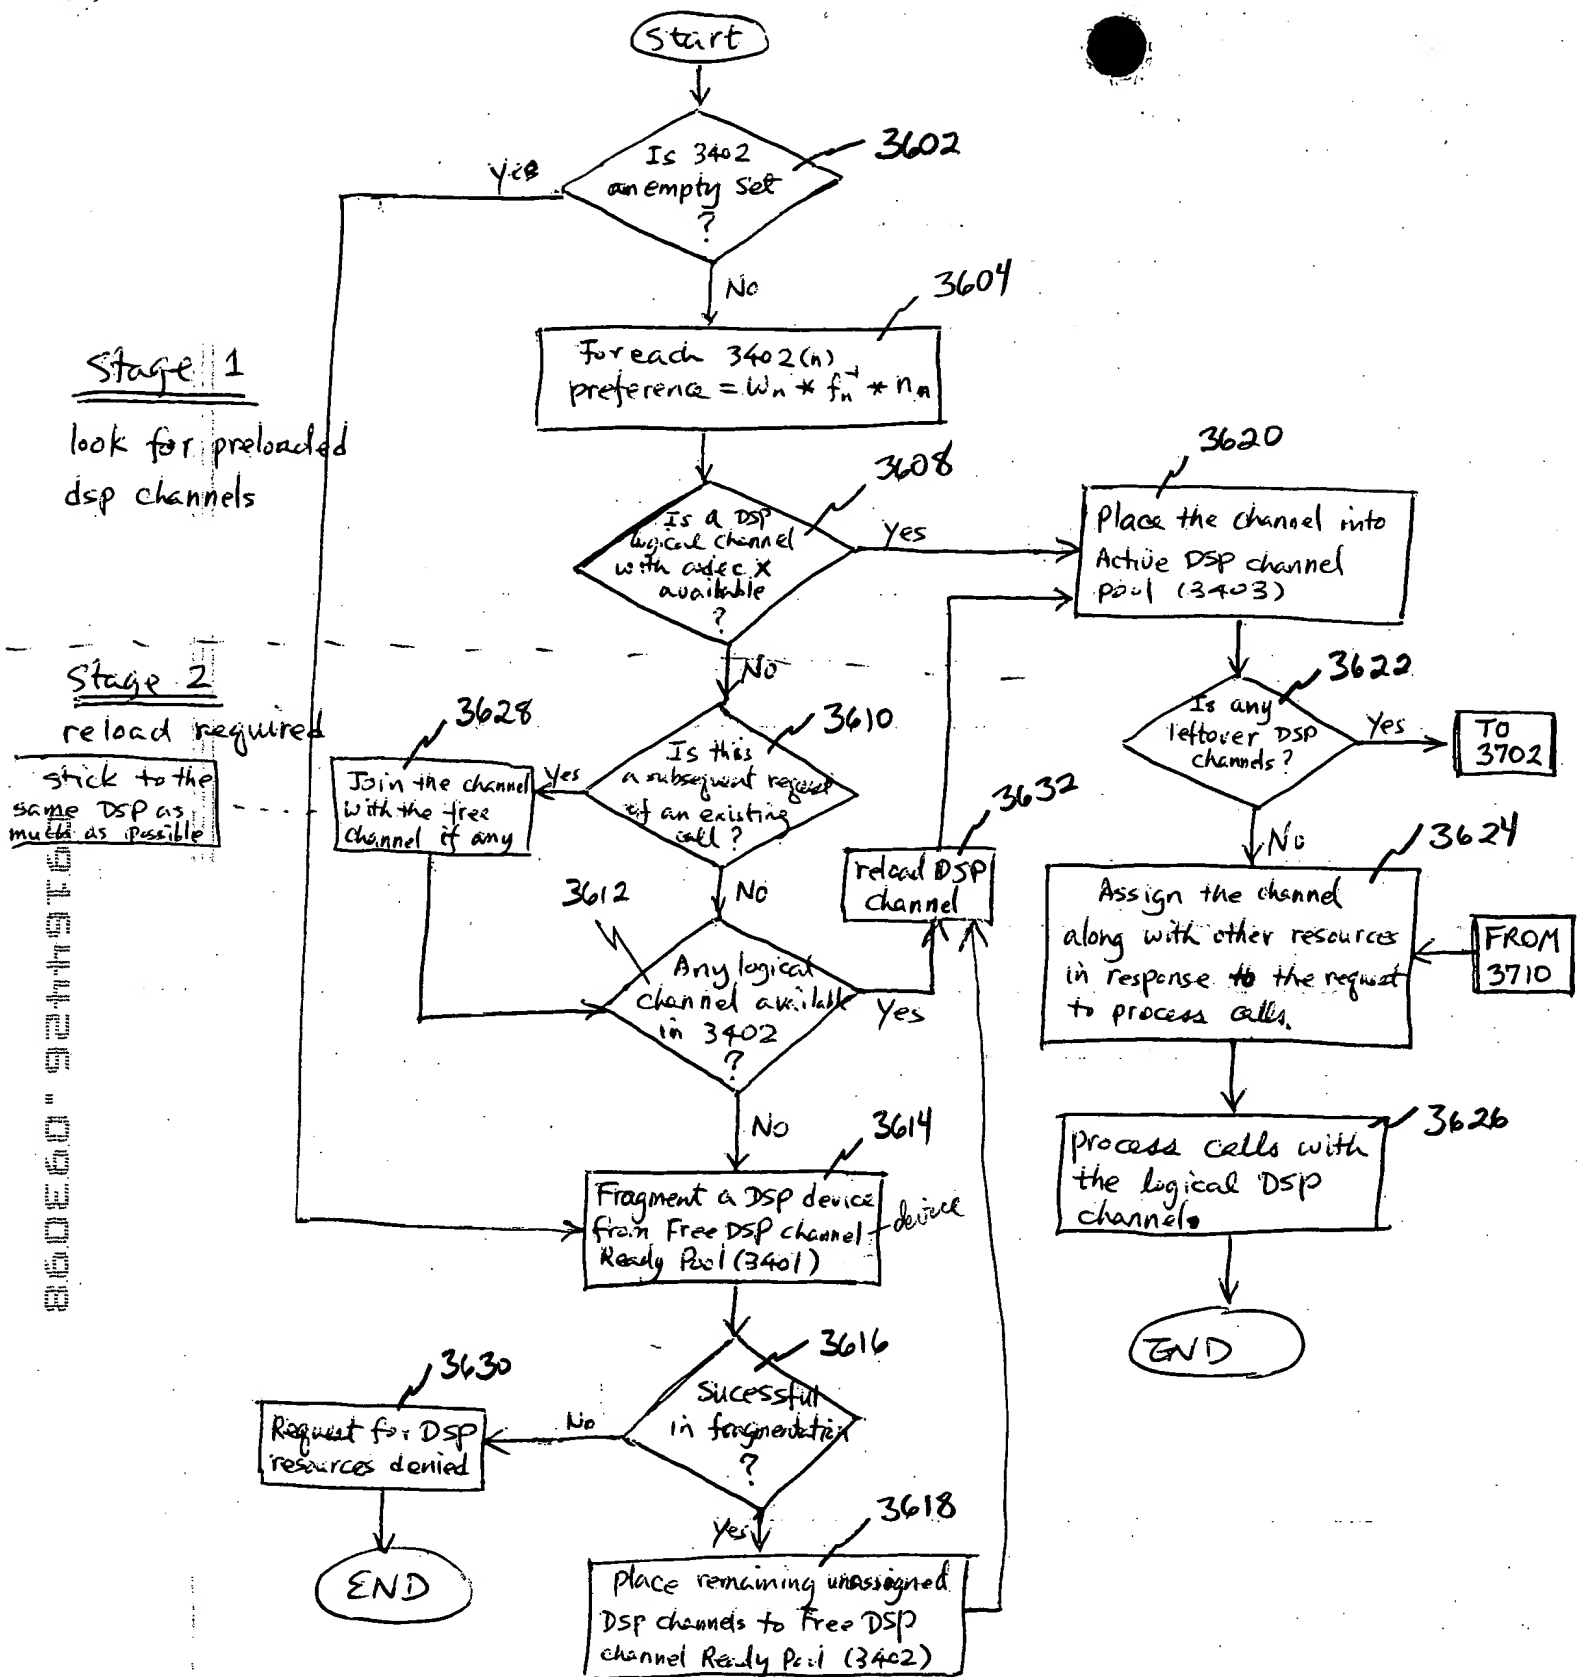 Start
Is 3402
an empty set
?
3602
Yes
No
3604
For each 3402(n)
preference = Wn * fn^-1 * nn
Stage 1
look for preloaded
dsp channels
3608
Is a DSP
logical channel
with codec X
available
?
Yes
No
3620
Place the channel into
Active DSP channel
pool (3403)
Stage 2
reload required
stick to the
same DSP as
much as possible
3628
Join the channel
with the free
channel if any
Yes
3610
Is this
a subsequent request
of an existing
call ?
No
3622
Is any
leftover DSP
channels?
Yes
TO
3702
No
3632
reload DSP
channel
3612
Any logical
channel available
in 3402
?
Yes
No
3624
Assign the channel
along with other resources
in response to the request
to process calls.
FROM
3710
3614
Fragment a DSP device
from Free DSP channel device
Ready Pool (3401)
3626
process calls with
the logical DSP
channel.
END
3616
Sucessful
in fragmentation
?
No
3630
Request for DSP
resources denied
END
Yes
3618
place remaining unassigned
DSP channels to Free DSP
channel Ready Pool (3402)
09164426.093098